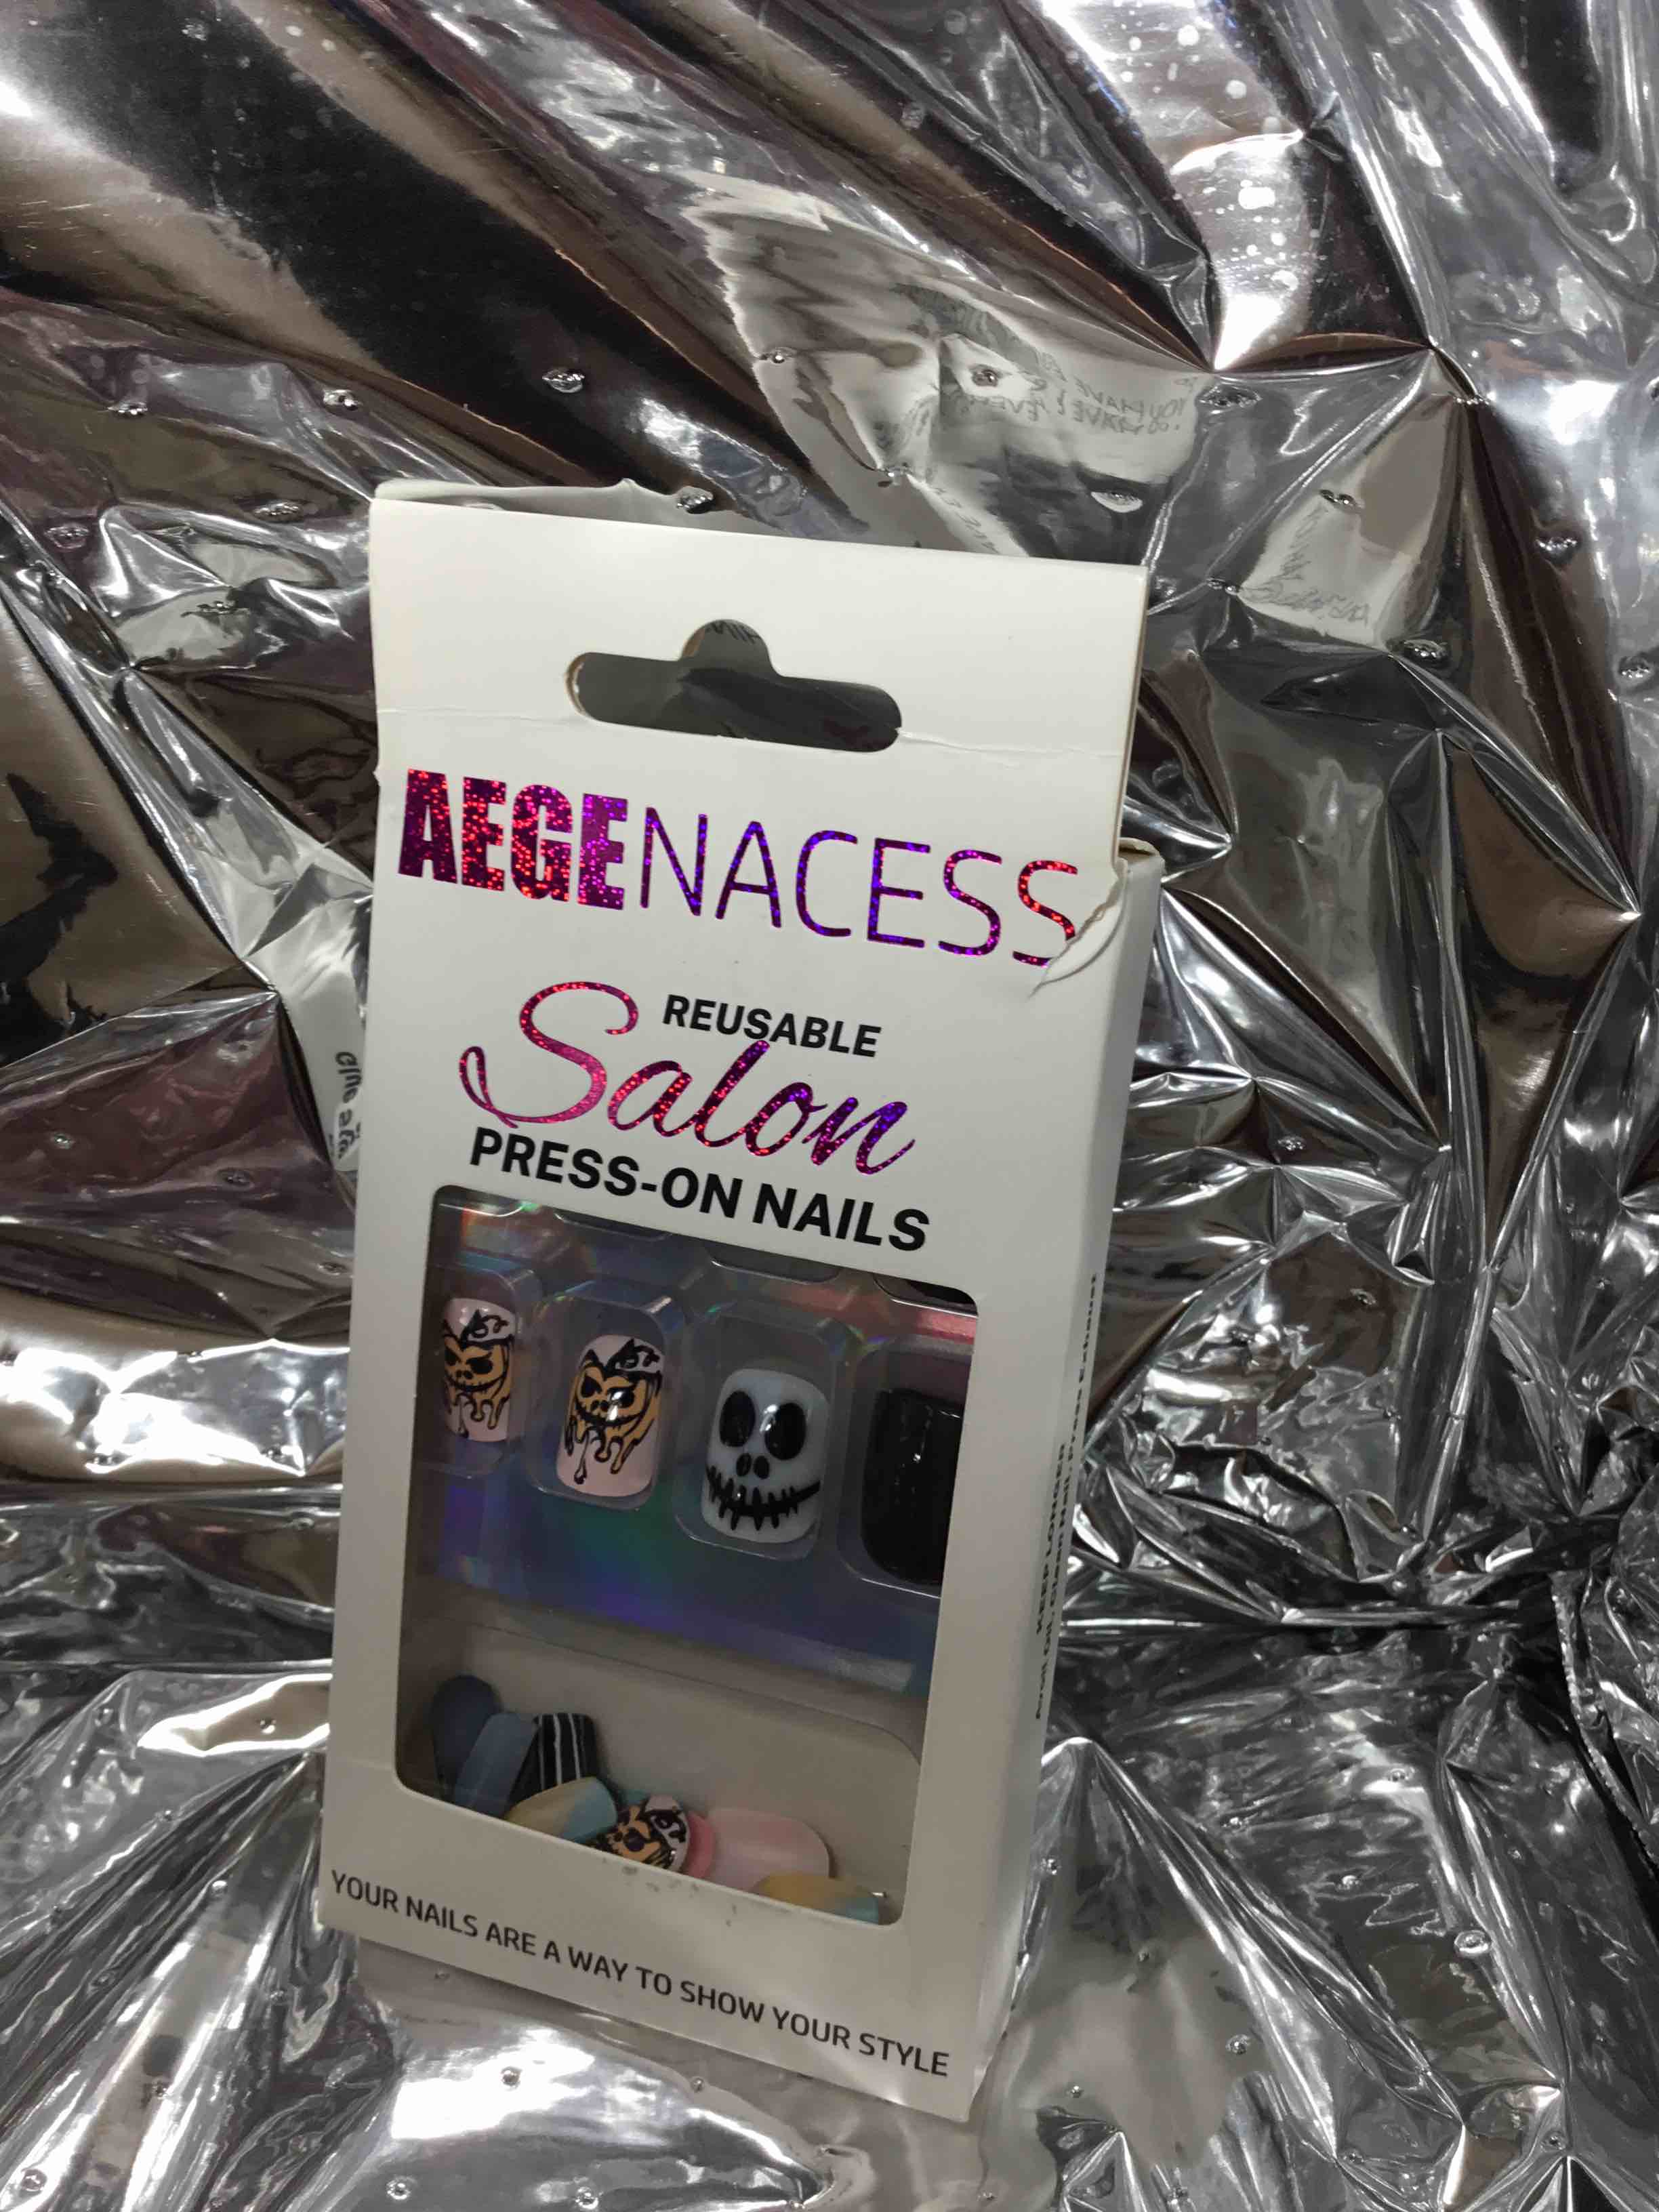 AEGENACESS
REUSABLE
Salon
PRESS-ON NAILS
YOUR NAILS ARE A WAY TO SHOW YOUR STYLE